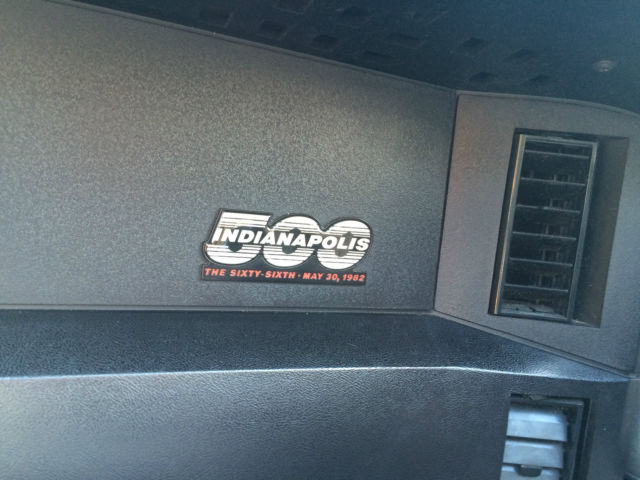 500
INDIANAPOLIS
THE SIXTY-SIXTH · MAY 30, 1982